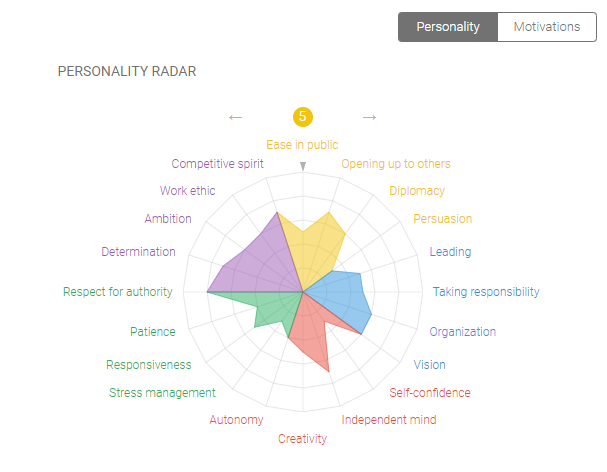 Personality
Motivations
PERSONALITY RADAR
← 5 →
Ease in public
Competitive spirit
Opening up to others
Work ethic
Diplomacy
Ambition
Persuasion
Determination
Leading
Respect for authority
Taking responsibility
Patience
Organization
Responsiveness
Vision
Stress management
Self-confidence
Autonomy
Independent mind
Creativity